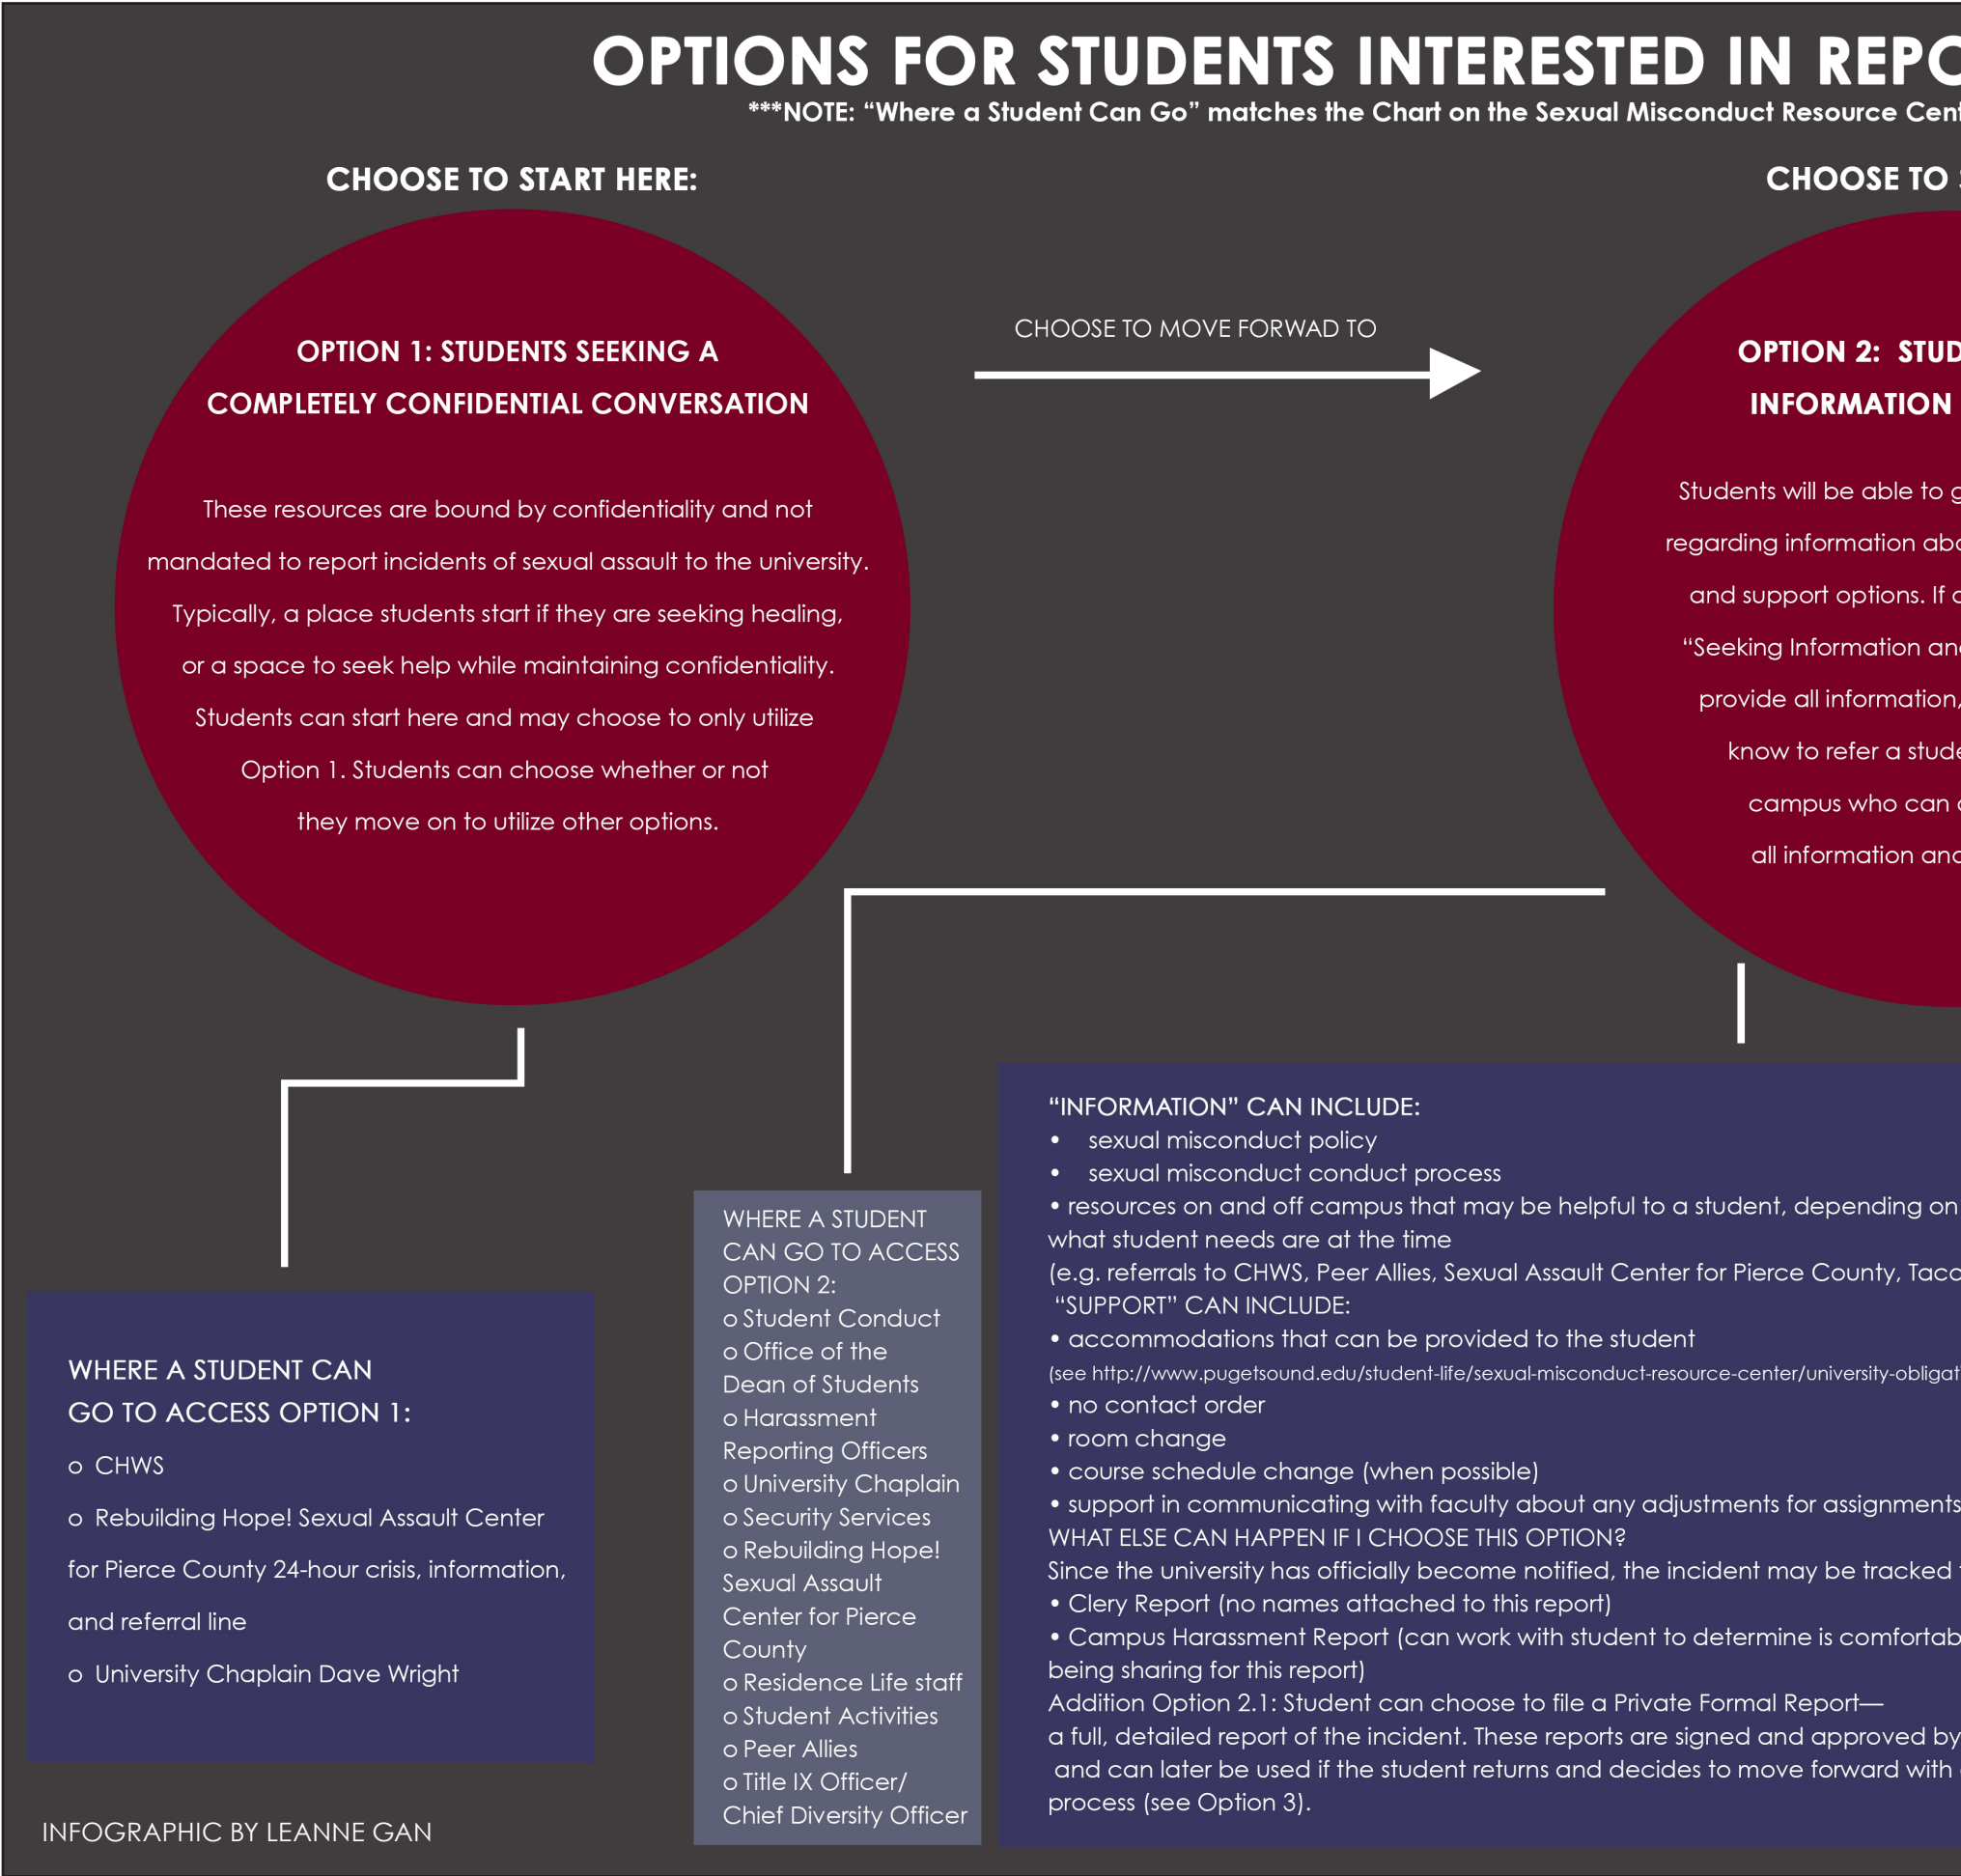 OPTIONS FOR STUDENTS INTERESTED IN
***NOTE: “Where a Student Can Go” matches the Chart on the Sexual Misconduct Resource
CHOOSE TO START HERE:
OPTION 1: STUDENTS SEEKING A
COMPLETELY CONFIDENTIAL CONVERSATION
These resources are bound by confidentiality and not
mandated to report incidents of sexual assault to the university.
Typically, a place students start if they are seeking healing,
or a space to seek help while maintaining confidentiality.
Students can start here and may choose to only utilize
Option 1. Students can choose whether or not
they move on to utilize other options.
CHOOSE TO MOVE FORWAD TO
CHOOSE TO
OPTION 2:
INFORMATION
Students will be able to
regarding information
and support options. If
“Seeking Information
provide all information,
know to refer a
campus who can
all information
WHERE A STUDENT CAN
GO TO ACCESS OPTION 1:
o CHWS
o Rebuilding Hope! Sexual Assault Center
for Pierce County 24-hour crisis, information,
and referral line
o University Chaplain Dave Wright
WHERE A STUDENT
CAN GO TO ACCESS
OPTION 2:
o Student Conduct
o Office of the
Dean of Students
o Harassment
Reporting Officers
o University Chaplain
o Security Services
o Rebuilding Hope!
Sexual Assault
Center for Pierce
County
o Residence Life staff
o Student Activities
o Peer Allies
o Title IX Officer/
Chief Diversity Officer
“INFORMATION” CAN INCLUDE:
• sexual misconduct policy
• sexual misconduct conduct process
• resources on and off campus that may be helpful to a student, depending on
what student needs are at the time
(e.g. referrals to CHWS, Peer Allies, Sexual Assault Center for Pierce County,
“SUPPORT” CAN INCLUDE:
• accommodations that can be provided to the student
(see http://www.pugetsound.edu/student-life/sexual-misconduct-resource-center/university-obligat
• no contact order
• room change
• course schedule change (when possible)
• support in communicating with faculty about any adjustments for assignments
WHAT ELSE CAN HAPPEN IF I CHOOSE THIS OPTION?
Since the university has officially become notified, the incident may be tracked
• Clery Report (no names attached to this report)
• Campus Harassment Report (can work with student to determine is
being sharing for this report)
Addition Option 2.1: Student can choose to file a Private Formal Report—
a full, detailed report of the incident. These reports are signed and approved by
and can later be used if the student returns and decides to move forward with
process (see Option 3).
INFOGRAPHIC BY LEANNE GAN